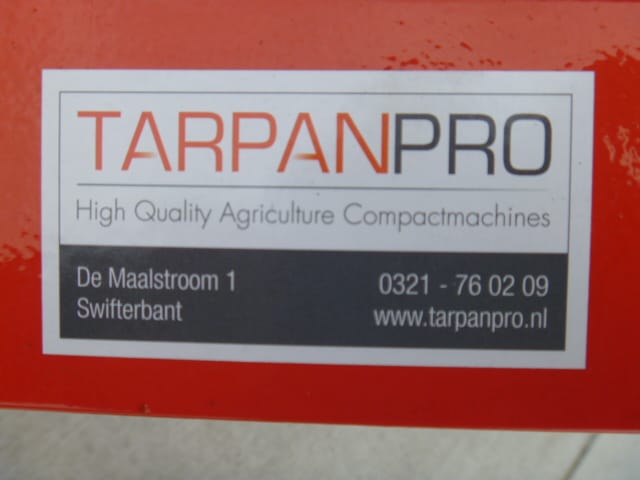 TARPANPRO
High Quality Agriculture Compactmachines
De Maalstroom 1
Swifterbant
0321 - 76 02 09
www.tarpanpro.nl